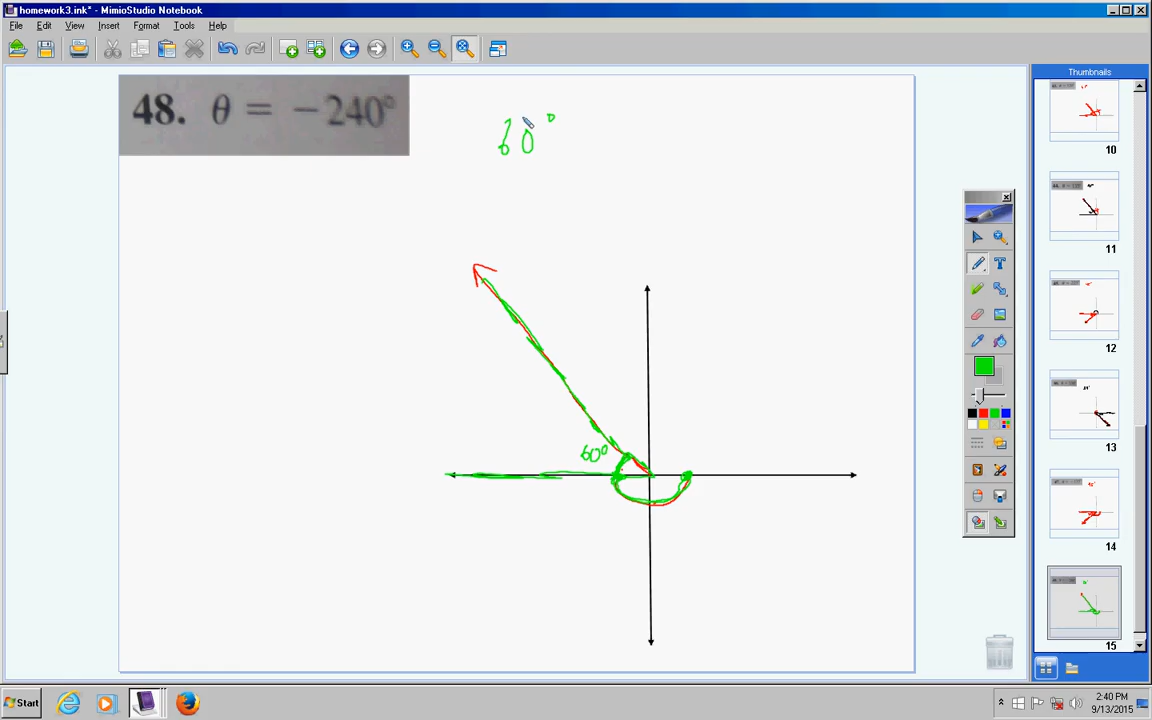 homework3.ink* - MimioStudio Notebook
File Edit View Insert Format Tools Help
Thumbnails
48. θ = −240°
60°
60°
10
11
12
13
14
15
T
Start
2:40 PM
9/13/2015